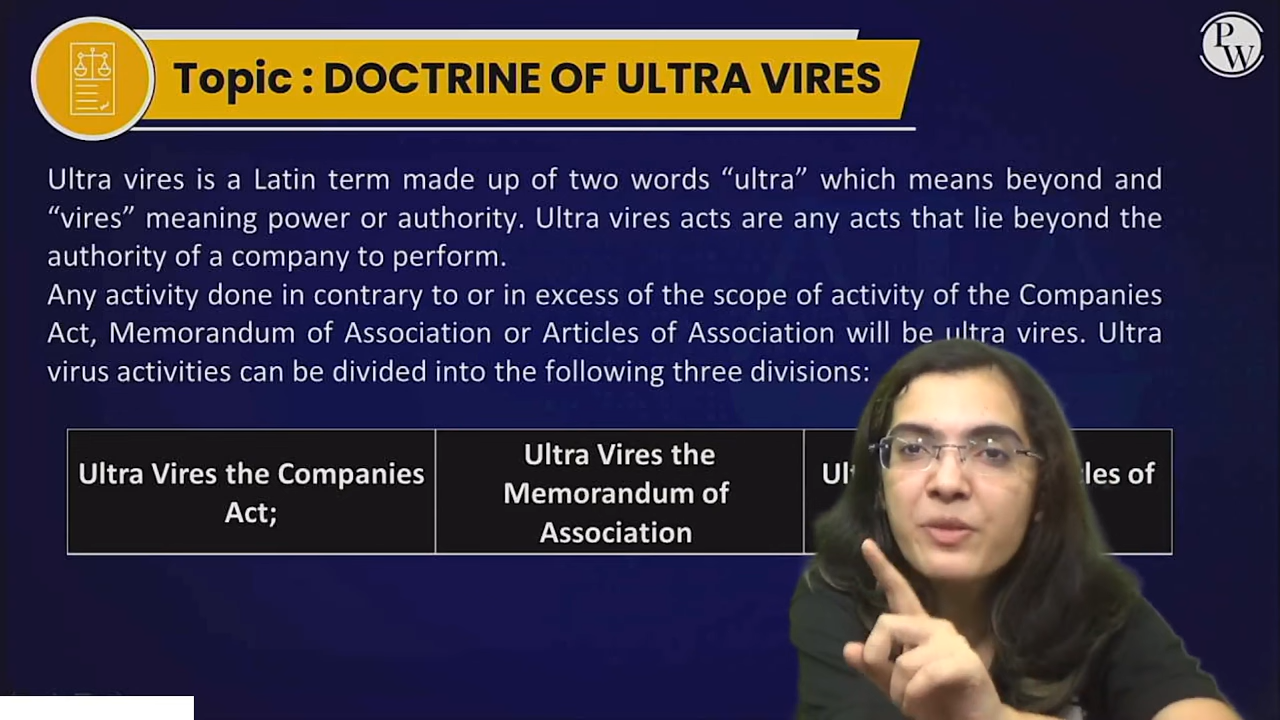 PW
Topic : DOCTRINE OF ULTRA VIRES
Ultra vires is a Latin term made up of two words “ultra” which means beyond and
“vires” meaning power or authority. Ultra vires acts are any acts that lie beyond the
authority of a company to perform.
Any activity done in contrary to or in excess of the scope of activity of the Companies
Act, Memorandum of Association or Articles of Association will be ultra vires. Ultra
virus activities can be divided into the following three divisions:
Ultra Vires the Companies
Act;
Ultra Vires the
Memorandum of
Association
of